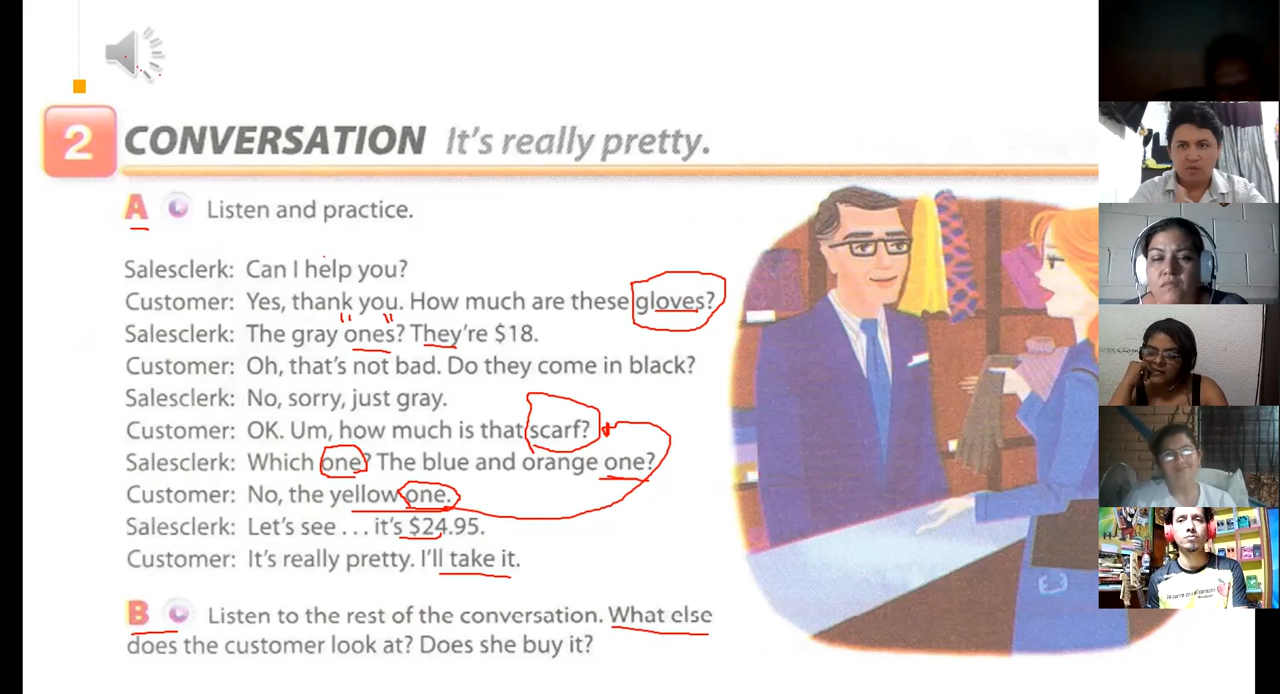 2 CONVERSATION It's really pretty.
A Listen and practice.
Salesclerk: Can I help you?
Customer: Yes, thank you. How much are these gloves?
Salesclerk: The gray ones? They're $18.
Customer: Oh, that's not bad. Do they come in black?
Salesclerk: No, sorry, just gray.
Customer: OK. Um, how much is that scarf?
Salesclerk: Which one? The blue and orange one?
Customer: No, the yellow one.
Salesclerk: Let's see . . . it's $24.95.
Customer: It's really pretty. I'll take it.
B Listen to the rest of the conversation. What else
does the customer look at? Does she buy it?